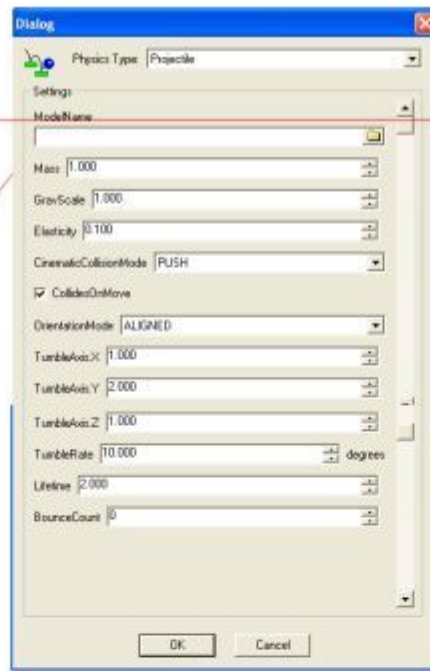 Dialog
Physics Type: Projectile
Settings
ModelName
Mass 1.000
GravScale 1.000
Elasticity 0.100
CinematicCollisionMode PUSH
CollidesOnMove
OrientationMode ALIGNED
TumbleAxis.X 1.000
TumbleAxis.Y 2.000
TumbleAxis.Z 1.000
TumbleRate 10.000 degrees
Lifetime 2.000
BounceCount 0
OK Cancel